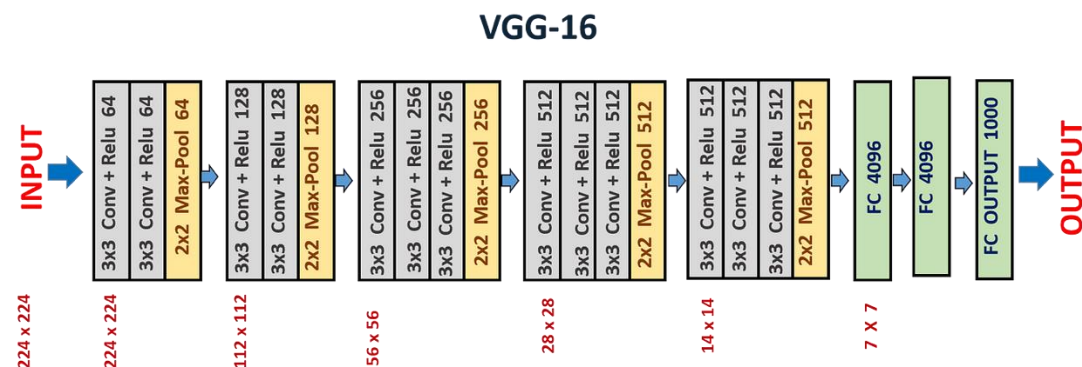 VGG-16
INPUT
3x3 Conv + Relu 64
3x3 Conv + Relu 64
2x2 Max-Pool 64
3x3 Conv + Relu 128
3x3 Conv + Relu 128
2x2 Max-Pool 128
3x3 Conv + Relu 256
3x3 Conv + Relu 256
3x3 Conv + Relu 256
2x2 Max-Pool 256
3x3 Conv + Relu 512
3x3 Conv + Relu 512
3x3 Conv + Relu 512
2x2 Max-Pool 512
3x3 Conv + Relu 512
3x3 Conv + Relu 512
3x3 Conv + Relu 512
2x2 Max-Pool 512
FC 4096
FC 4096
FC OUTPUT 1000
OUTPUT
224 x 224
224 x 224
112 x 112
56 x 56
28 x 28
14 x 14
7 X 7